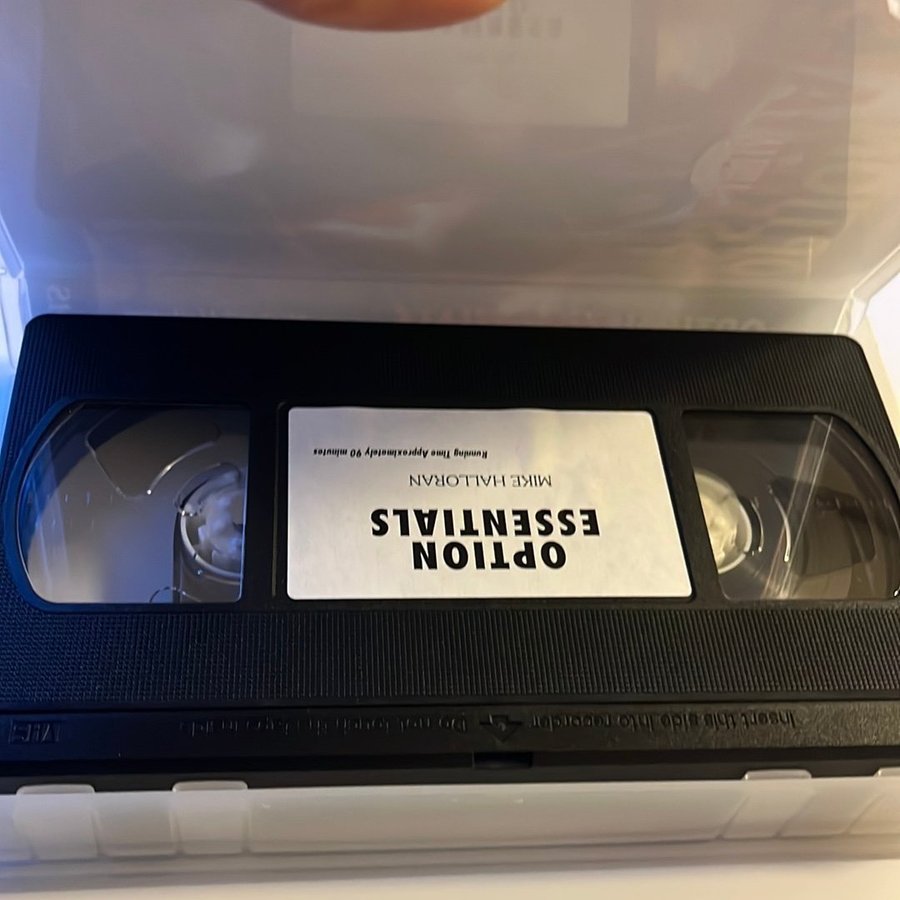 OPTION
ESSENTIALS
MIKE HALLORAN
Running Time Approximately 90 minutes
Insert this side into recorder
Do not touch the tape inside
VHS